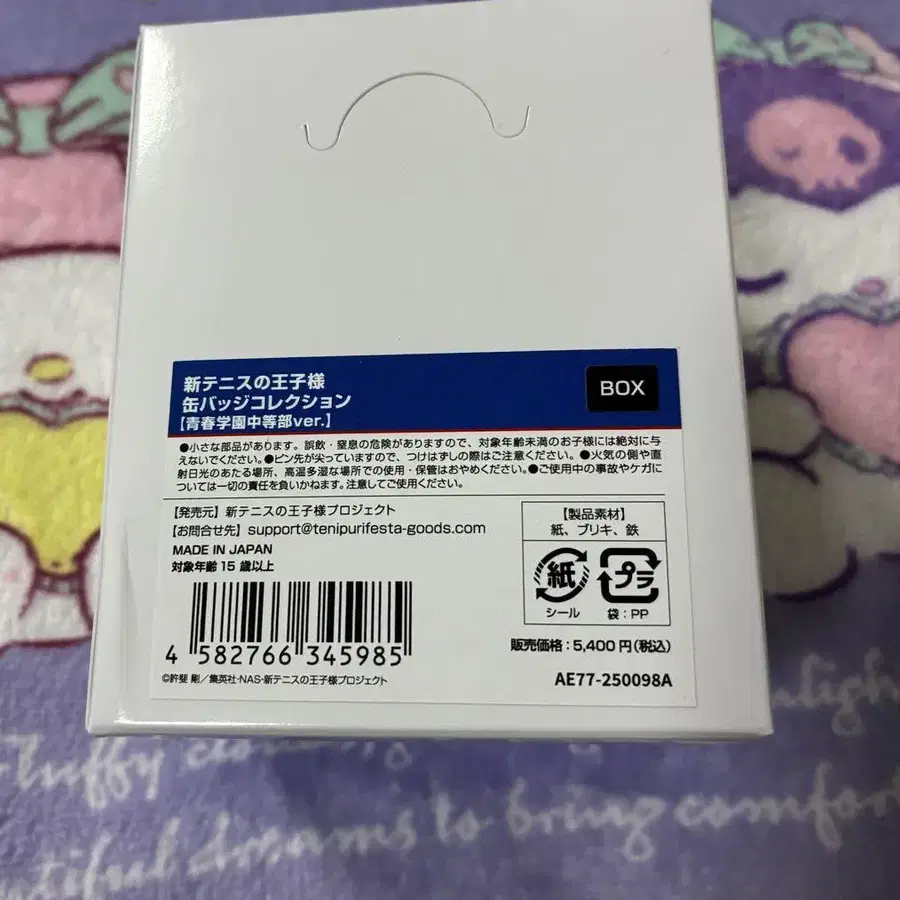 新テニスの王子様
缶バッジコレクション
【青春学園中等部ver.】
BOX
●小さな部品があります。誤飲・窒息の危険がありますので、対象年齢未満のお子様には絶対に与
えないでください。●ピン先が尖っていますので、つけはずしの際はご注意ください。●火気の側や直
射日光のあたる場所、高温多湿な場所での使用・保管はおやめください。●ご使用中の事故やケガに
ついては一切の責任を負いかねます。注意してご使用ください。
【発売元】新テニスの王子様プロジェクト
【お問合せ先】support@tenipurifesta-goods.com
MADE IN JAPAN
対象年齢 15 歳以上
【製品素材】
紙、ブリキ、鉄
紙
シール
プラ
袋:PP
4 582766 345985
販売価格:5,400円(税込)
©許斐 剛/集英社・NAS・新テニスの王子様プロジェクト
AE77-250098A
Fluffy
beautiful dreams to bring comfor